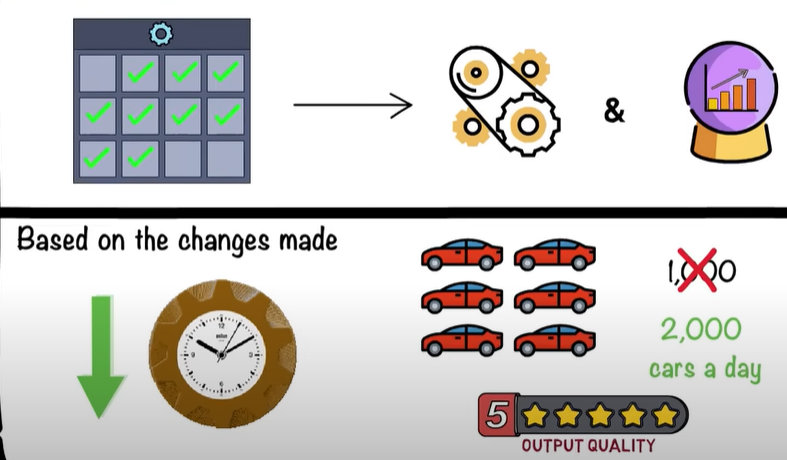 &
Based on the changes made
1,000
2,000
cars a day
5
OUTPUT QUALITY